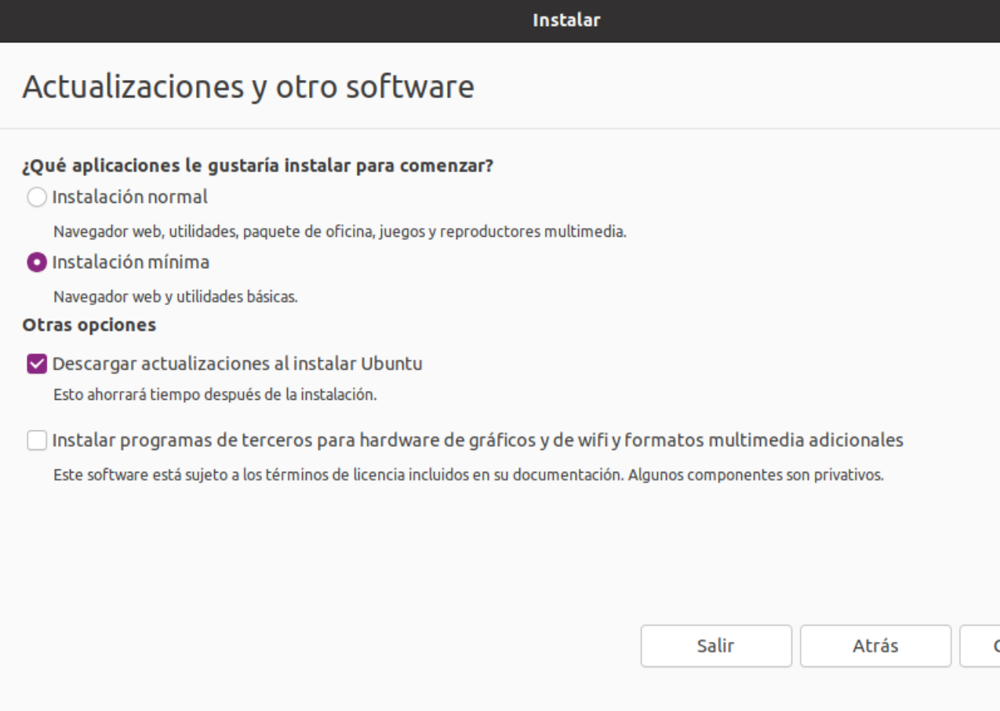 Instalar
Actualizaciones y otro software
¿Qué aplicaciones le gustaría instalar para comenzar?
Instalación normal
Navegador web, utilidades, paquete de oficina, juegos y reproductores multimedia.
Instalación mínima
Navegador web y utilidades básicas.
Otras opciones
Descargar actualizaciones al instalar Ubuntu
Esto ahorrará tiempo después de la instalación.
Instalar programas de terceros para hardware de gráficos y de wifi y formatos multimedia adicionales
Este software está sujeto a los términos de licencia incluidos en su documentación. Algunos componentes son privativos.
Salir
Atrás